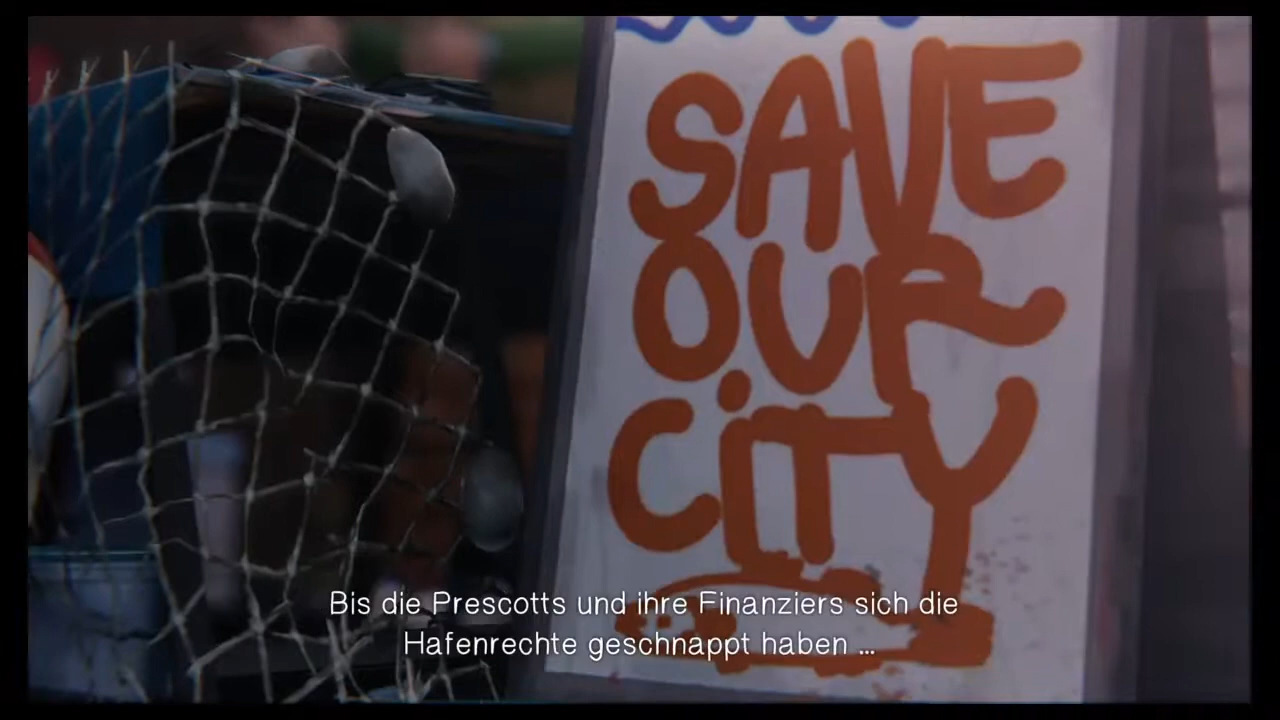 SAVE
OUR
CiTY
Bis die Prescotts und ihre Finanziers sich die
Hafenrechte geschnappt haben ...